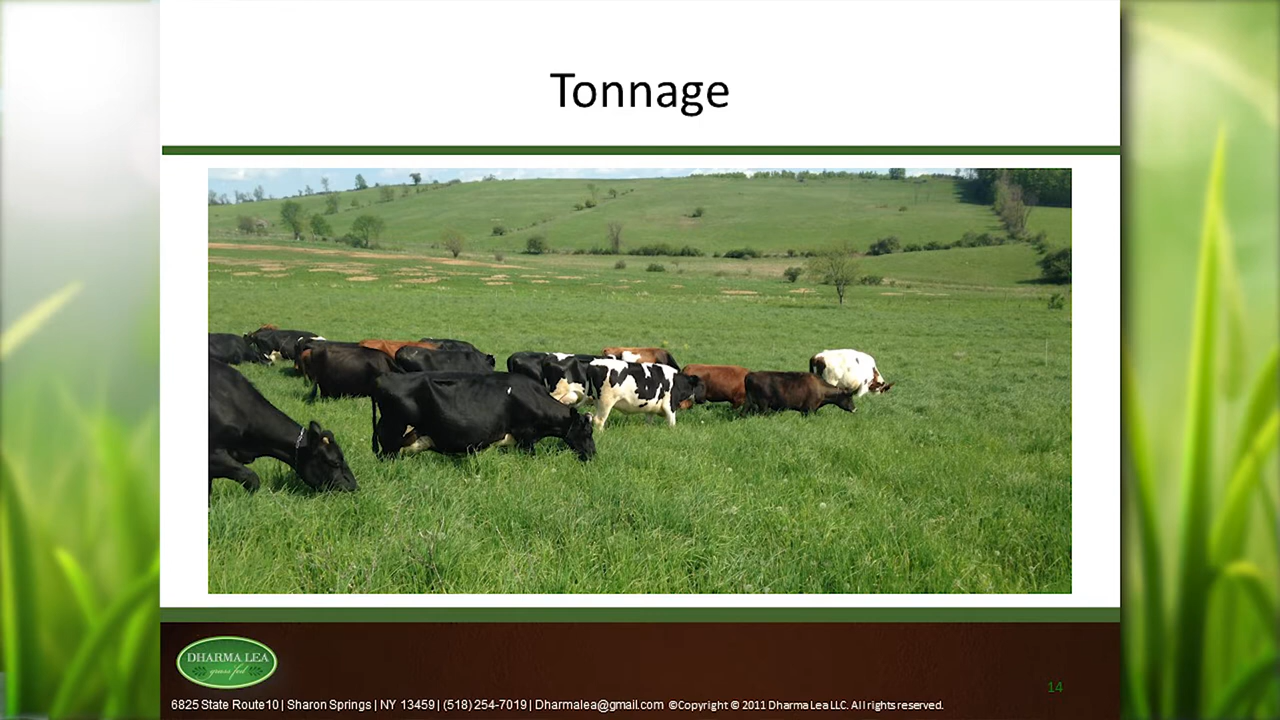 Tonnage
DHARMA LEA
grass fed
14
6825 State Route10 | Sharon Springs | NY 13459 | (518) 254-7019 | Dharmalea@gmail.com ©Copyright © 2011 Dharma Lea LLC. All rights reserved.